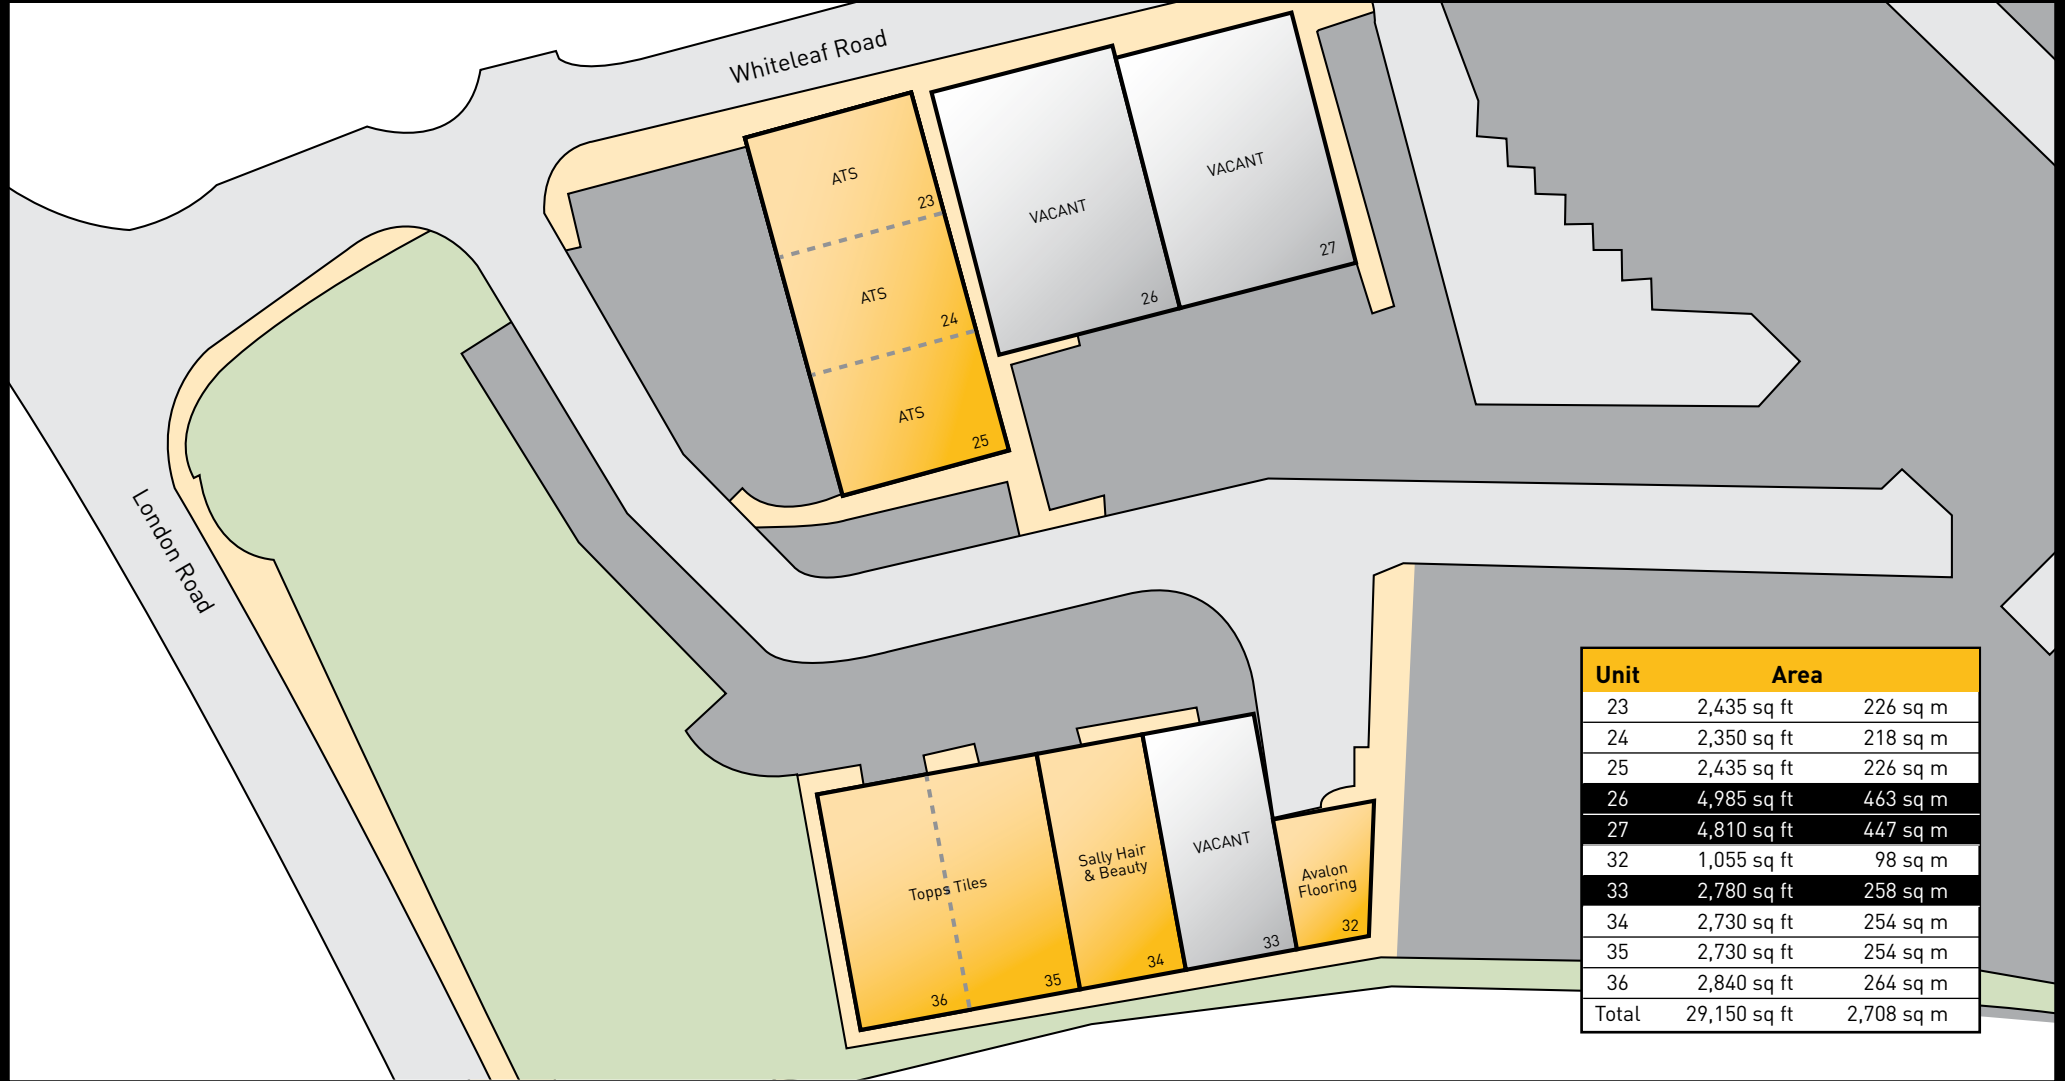 Whiteleaf Road
London Road
ATS
23
ATS
24
ATS
25
VACANT
26
VACANT
27
Topps Tiles
36
35
Sally Hair
& Beauty
34
VACANT
33
Avalon
Flooring
32
Unit Area
23 2,435 sq ft 226 sq m
24 2,350 sq ft 218 sq m
25 2,435 sq ft 226 sq m
26 4,985 sq ft 463 sq m
27 4,810 sq ft 447 sq m
32 1,055 sq ft 98 sq m
33 2,780 sq ft 258 sq m
34 2,730 sq ft 254 sq m
35 2,730 sq ft 254 sq m
36 2,840 sq ft 264 sq m
Total 29,150 sq ft 2,708 sq m